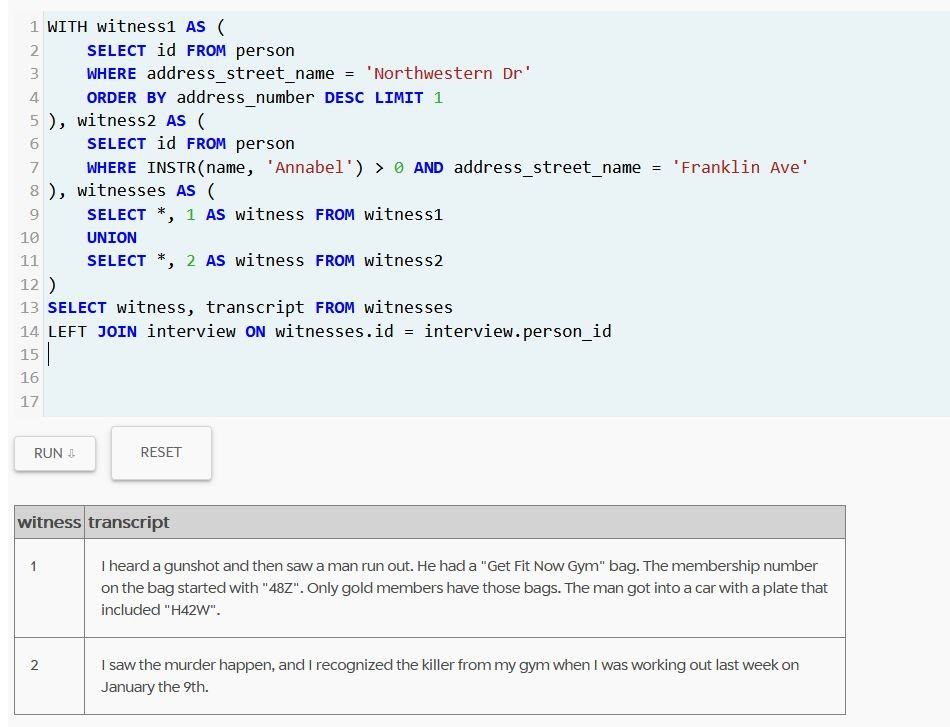 1 WITH witness1 AS (
2 SELECT id FROM person
3 WHERE address_street_name = 'Northwestern Dr'
4 ORDER BY address_number DESC LIMIT 1
5 ), witness2 AS (
6 SELECT id FROM person
7 WHERE INSTR(name, 'Annabel') > 0 AND address_street_name = 'Franklin Ave'
8 ), witnesses AS (
9 SELECT *, 1 AS witness FROM witness1
10 UNION
11 SELECT *, 2 AS witness FROM witness2
12 )
13 SELECT witness, transcript FROM witnesses
14 LEFT JOIN interview ON witnesses.id = interview.person_id
15
16
17
RUN ⇩ RESET
witness transcript
1 I heard a gunshot and then saw a man run out. He had a "Get Fit Now Gym" bag. The membership number
on the bag started with "48Z". Only gold members have those bags. The man got into a car with a plate that
included "H42W".
2 I saw the murder happen, and I recognized the killer from my gym when I was working out last week on
January the 9th.